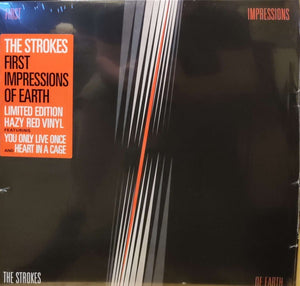 FIRST
IMPRESSIONS
THE STROKES
FIRST
IMPRESSIONS
OF EARTH
LIMITED EDITION
HAZY RED VINYL
FEATURING
YOU ONLY LIVE ONCE
AND HEART IN A CAGE
THE STROKES
OF EARTH